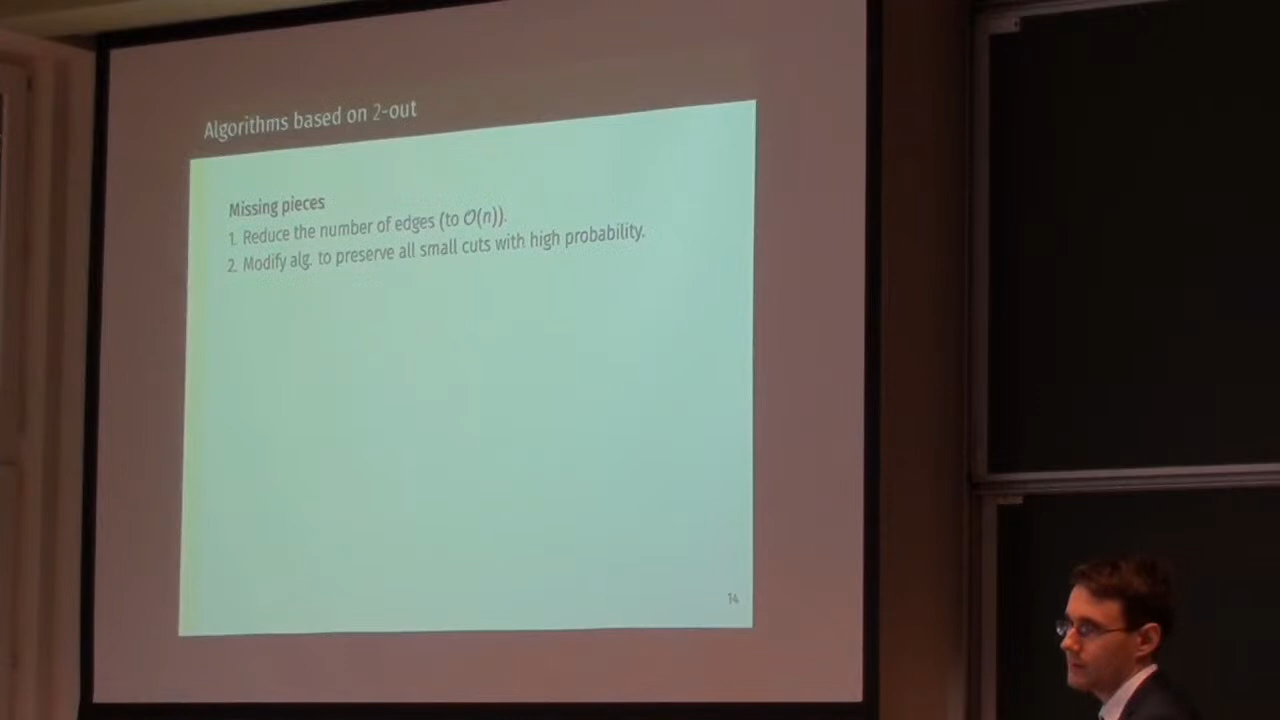 Algorithms based on 2-out
Missing pieces
1. Reduce the number of edges (to O(n)).
2. Modify alg. to preserve all small cuts with high probability.
14